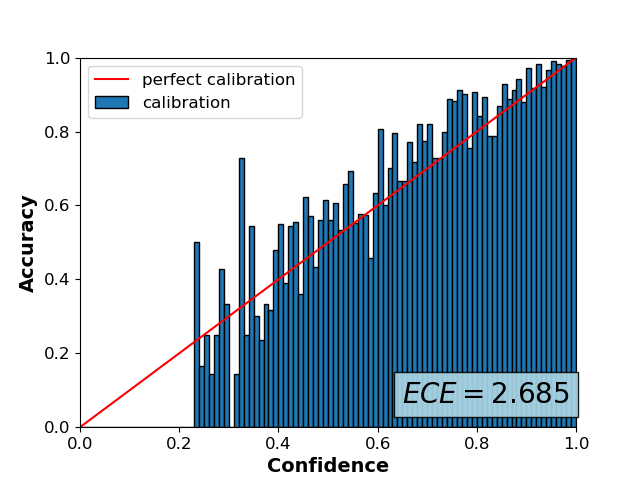 perfect calibration
calibration
Accuracy
1.0
0.8
0.6
0.4
0.2
0.0
ECE = 2.685
0.0 0.2 0.4 0.6 0.8 1.0
Confidence